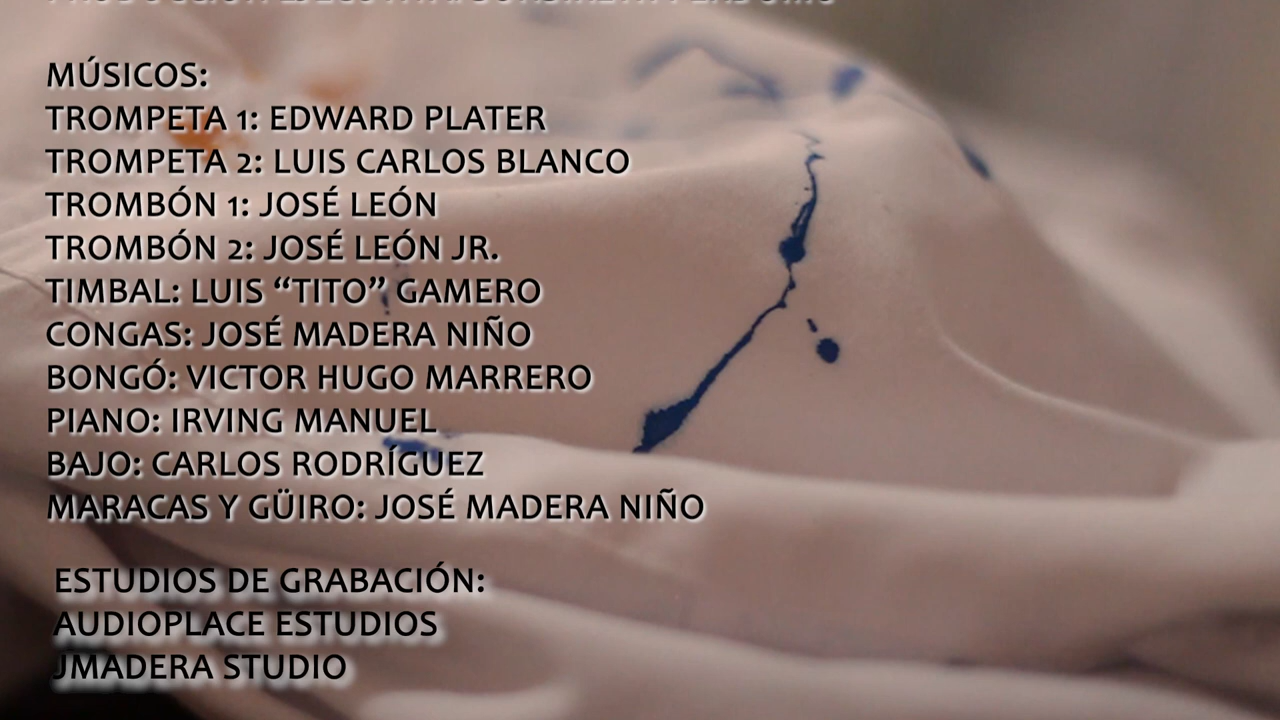 MÚSICOS:
TROMPETA 1: EDWARD PLATER
TROMPETA 2: LUIS CARLOS BLANCO
TROMBÓN 1: JOSÉ LEÓN
TROMBÓN 2: JOSÉ LEÓN JR.
TIMBAL: LUIS “TITO” GAMERO
CONGAS: JOSÉ MADERA NIÑO
BONGÓ: VICTOR HUGO MARRERO
PIANO: IRVING MANUEL
BAJO: CARLOS RODRÍGUEZ
MARACAS Y GÜIRO: JOSÉ MADERA NIÑO
ESTUDIOS DE GRABACIÓN:
AUDIOPLACE ESTUDIOS
JMADERA STUDIO